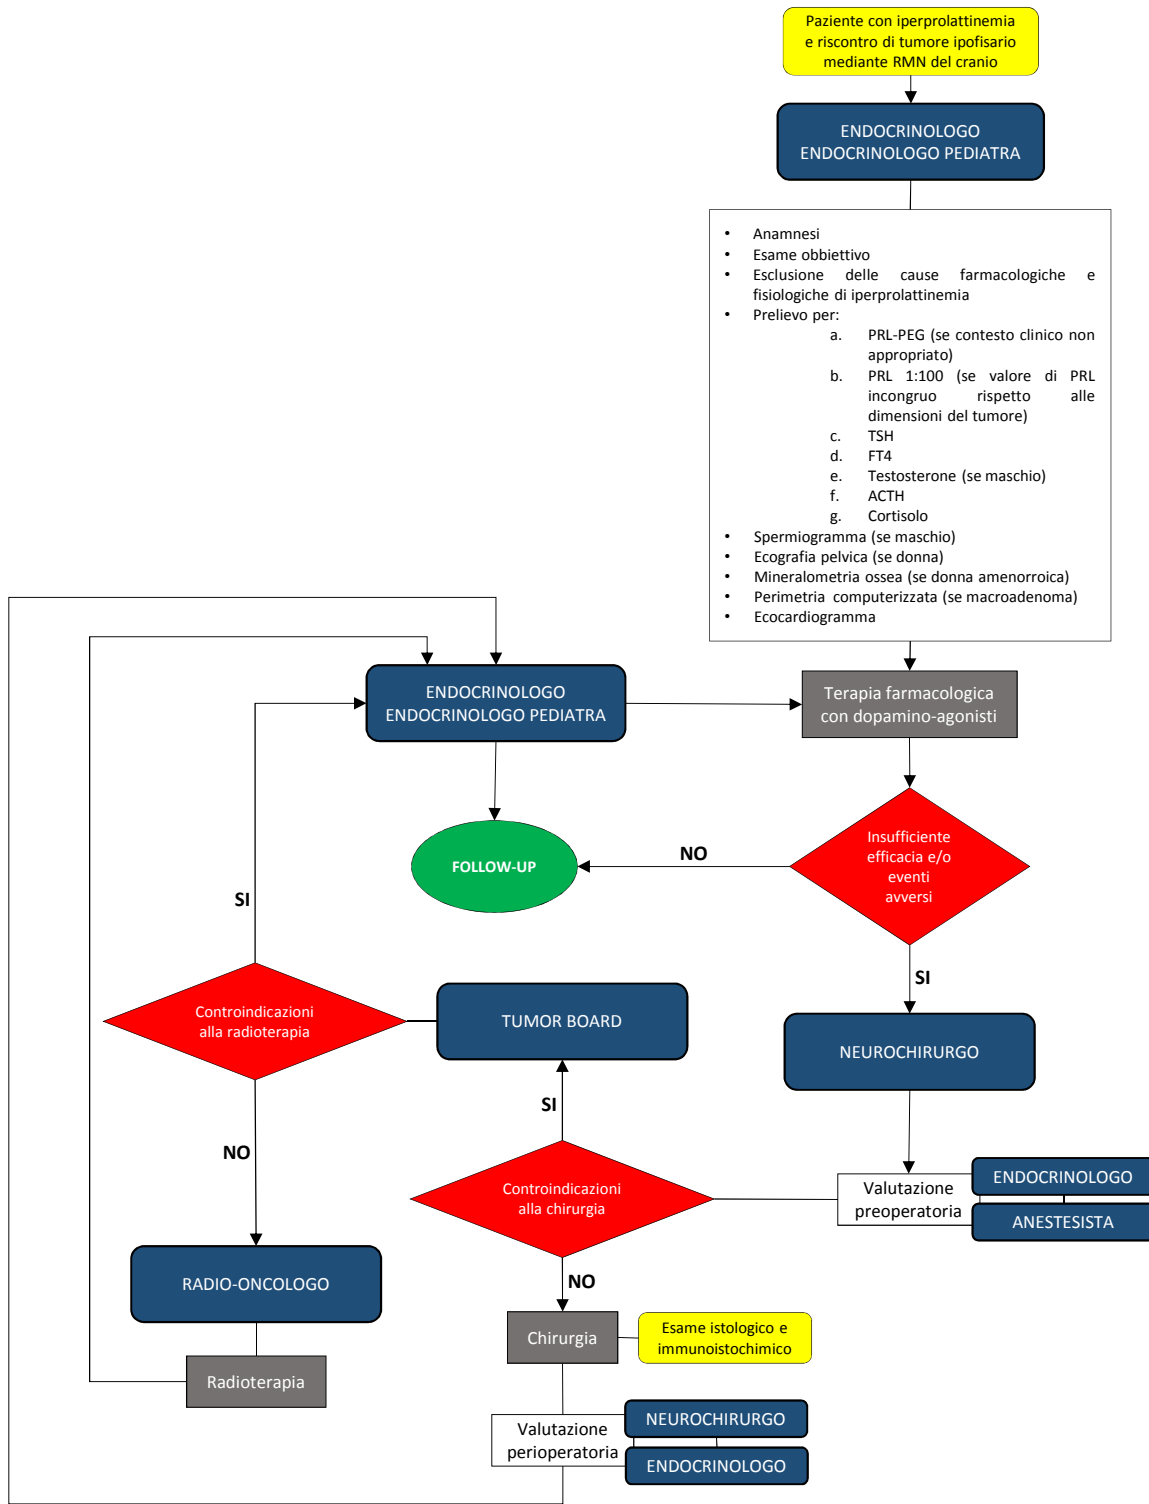 Paziente con iperprolattinemia
e riscontro di tumore ipofisario
mediante RMN del cranio
ENDOCRINOLOGO
ENDOCRINOLOGO PEDIATRA
• Anamnesi
• Esame obbiettivo
• Esclusione delle cause farmacologiche e
fisiologiche di iperprolattinemia
• Prelievo per:
a. PRL-PEG (se contesto clinico non
appropriato)
b. PRL 1:100 (se valore di PRL
incongruo rispetto alle
dimensioni del tumore)
c. TSH
d. FT4
e. Testosterone (se maschio)
f. ACTH
g. Cortisolo
• Spermiogramma (se maschio)
• Ecografia pelvica (se donna)
• Mineralometria ossea (se donna amenorroica)
• Perimetria computerizzata (se macroadenoma)
• Ecocardiogramma
ENDOCRINOLOGO
ENDOCRINOLOGO PEDIATRA
Terapia farmacologica
con dopamino-agonisti
Insufficiente
efficacia e/o
eventi
avversi
NO
FOLLOW-UP
SI
SI
Controindicazioni
alla radioterapia
TUMOR BOARD
NEUROCHIRURGO
SI
NO
Controindicazioni
alla chirurgia
Valutazione
preoperatoria
ENDOCRINOLOGO
ANESTESISTA
RADIO-ONCOLOGO
NO
Chirurgia
Esame istologico e
immunoistochimico
Radioterapia
Valutazione
perioperatoria
NEUROCHIRURGO
ENDOCRINOLOGO